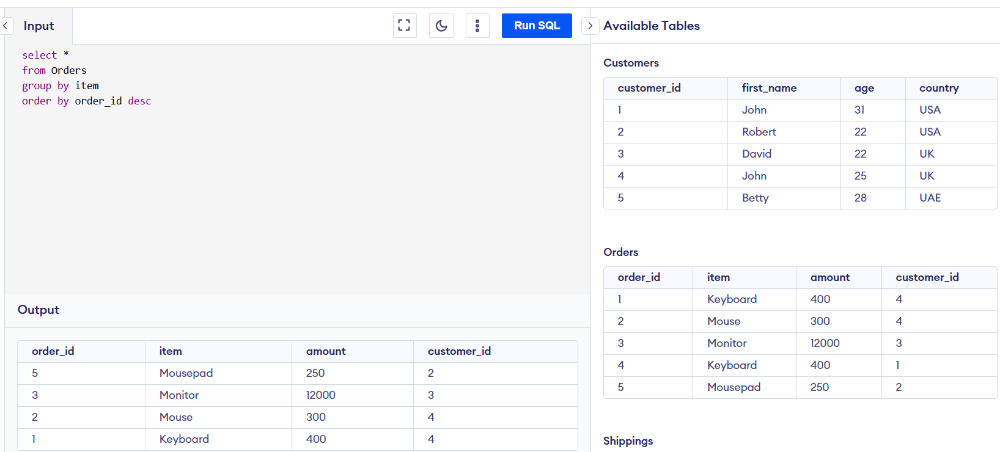 Input
Run SQL
select *
from Orders
group by item
order by order_id desc
Output
order_id item amount customer_id
5 Mousepad 250 2
3 Monitor 12000 3
2 Mouse 300 4
1 Keyboard 400 4
Available Tables
Customers
customer_id first_name age country
1 John 31 USA
2 Robert 22 USA
3 David 22 UK
4 John 25 UK
5 Betty 28 UAE
Orders
order_id item amount customer_id
1 Keyboard 400 4
2 Mouse 300 4
3 Monitor 12000 3
4 Keyboard 400 1
5 Mousepad 250 2
Shippings